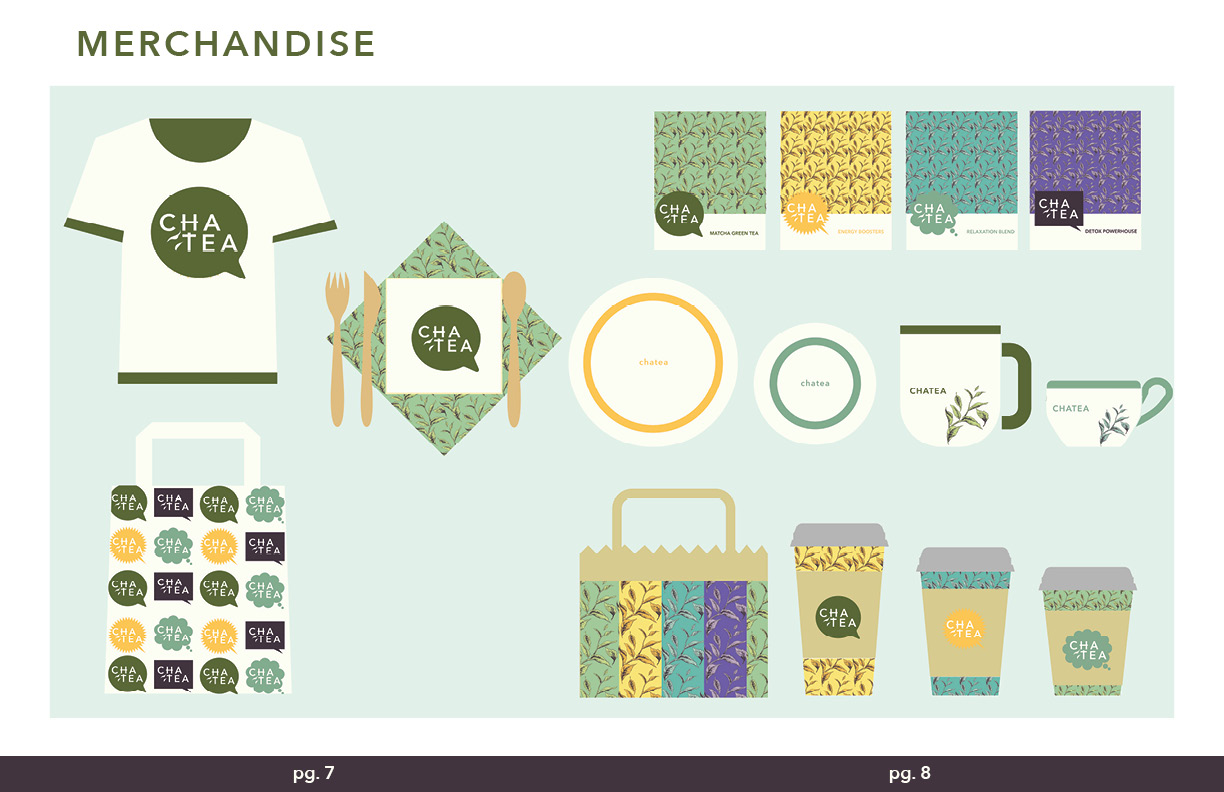 MERCHANDISE
CHA
TEA
CHA
TEA
MATCHA GREEN TEA
CHA
TEA
ENERGY BOOSTERS
CHA
TEA
RELAXATION BLEND
CHA
TEA
DETOX POWERHOUSE
CHA
TEA
chatea
chatea
CHATEA
CHATEA
CHA CHA CHA CHA
TEA TEA TEA TEA
CHA CHA CHA CHA
TEA TEA TEA TEA
CHA CHA CHA CHA
TEA TEA TEA TEA
CHA CHA CHA CHA
TEA TEA TEA TEA
CHA CHA CHA CHA
TEA TEA TEA TEA
CHA
TEA
CHA
TEA
CHA
TEA
pg. 7
pg. 8